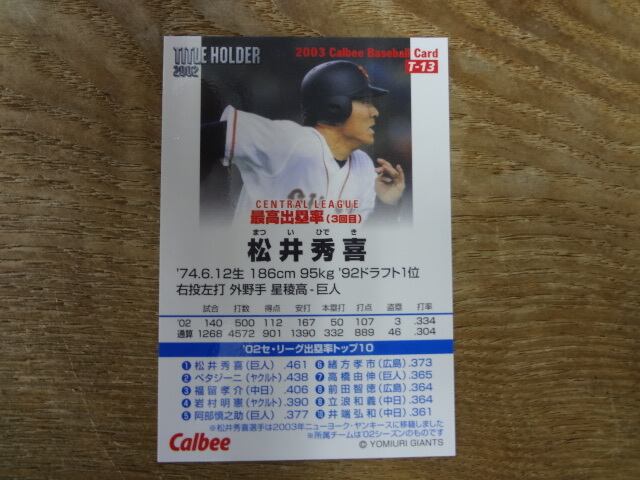 TITLE HOLDER
2002
2003 Calbee Baseball Card
T-13
CENTRAL LEAGUE
最高出塁率(3回目)
まつ い ひで き
松井秀喜
'74.6.12生 186cm 95kg '92ドラフト1位
右投左打 外野手 星稜高-巨人
試合 打数 得点 安打 本塁打 打点 盗塁 打率
'02 140 500 112 167 50 107 3 .334
通算 1268 4572 901 1390 332 889 46 .304
'02セ・リーグ出塁率トップ10
❶松井秀喜(巨人) .461
❷ペタジーニ(ヤクルト) .438
❸福留孝介(中日) .406
❹岩村明憲(ヤクルト) .390
❺阿部慎之助(巨人) .377
❻緒方孝市(広島) .373
❼高橋由伸(巨人) .365
❽前田智徳(広島) .364
❾立浪和義(中日) .364
❿井端弘和(中日) .361
※松井秀喜選手は2003年ニューヨーク・ヤンキースに移籍しました
※所属チームは'02シーズンのものです
Calbee
© YOMIURI GIANTS